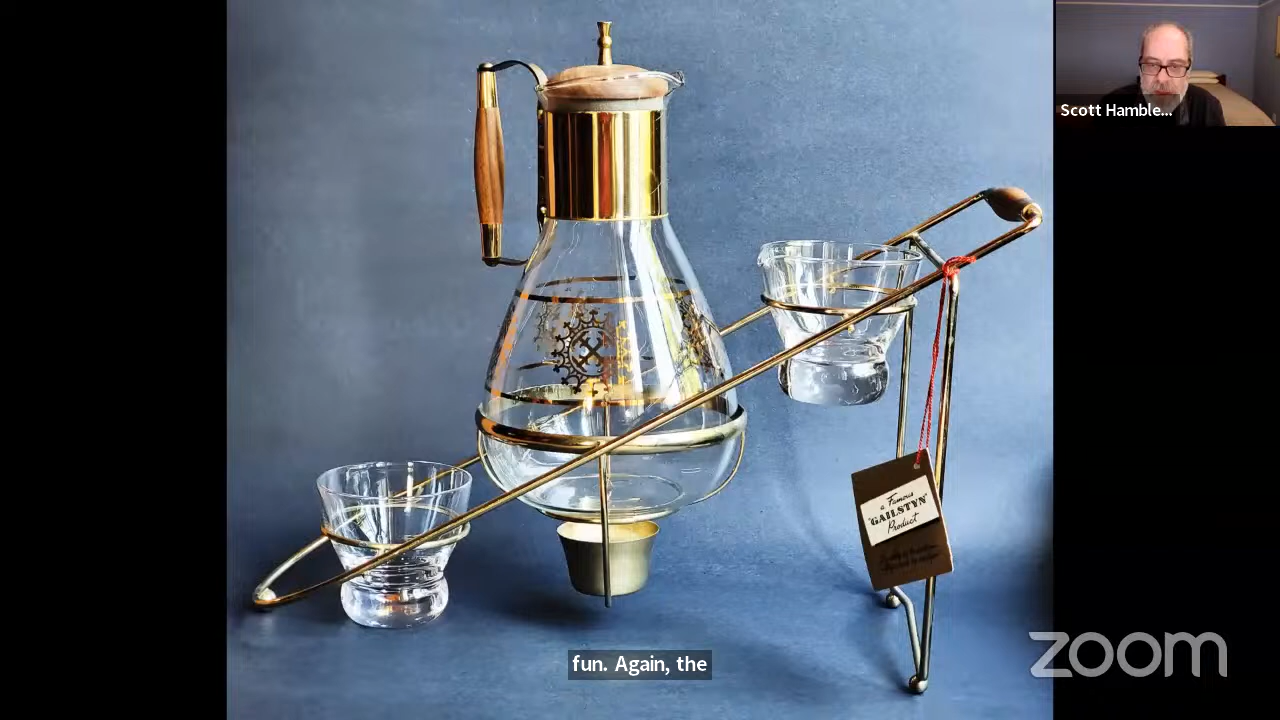 Scott Hamble...
a Famous
"GAILSTYN"
Product
fun. Again, the
zoom